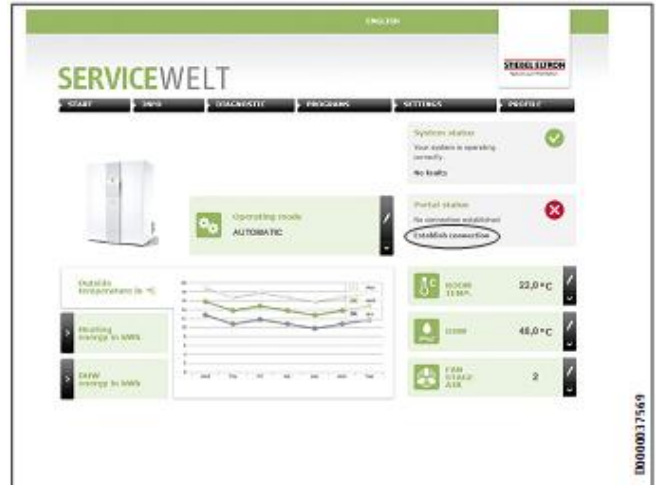 ENGLISH
STIEBEL ELTRON
SERVICEWELT
START INFO DIAGNOSTIC PROGRAMS SETTINGS PROFILE
System status
Your system is operating
correctly.
No faults
Portal status
No connection established
Establish connection
Operating mode
AUTOMATIC
Outside
temperature in °C
Heating
energy in kWh
DHW
energy in kWh
ROOM
TEMP.
22,0 °C
DHW
48,0 °C
FAN
STAGE
AIR
2
D0000037569